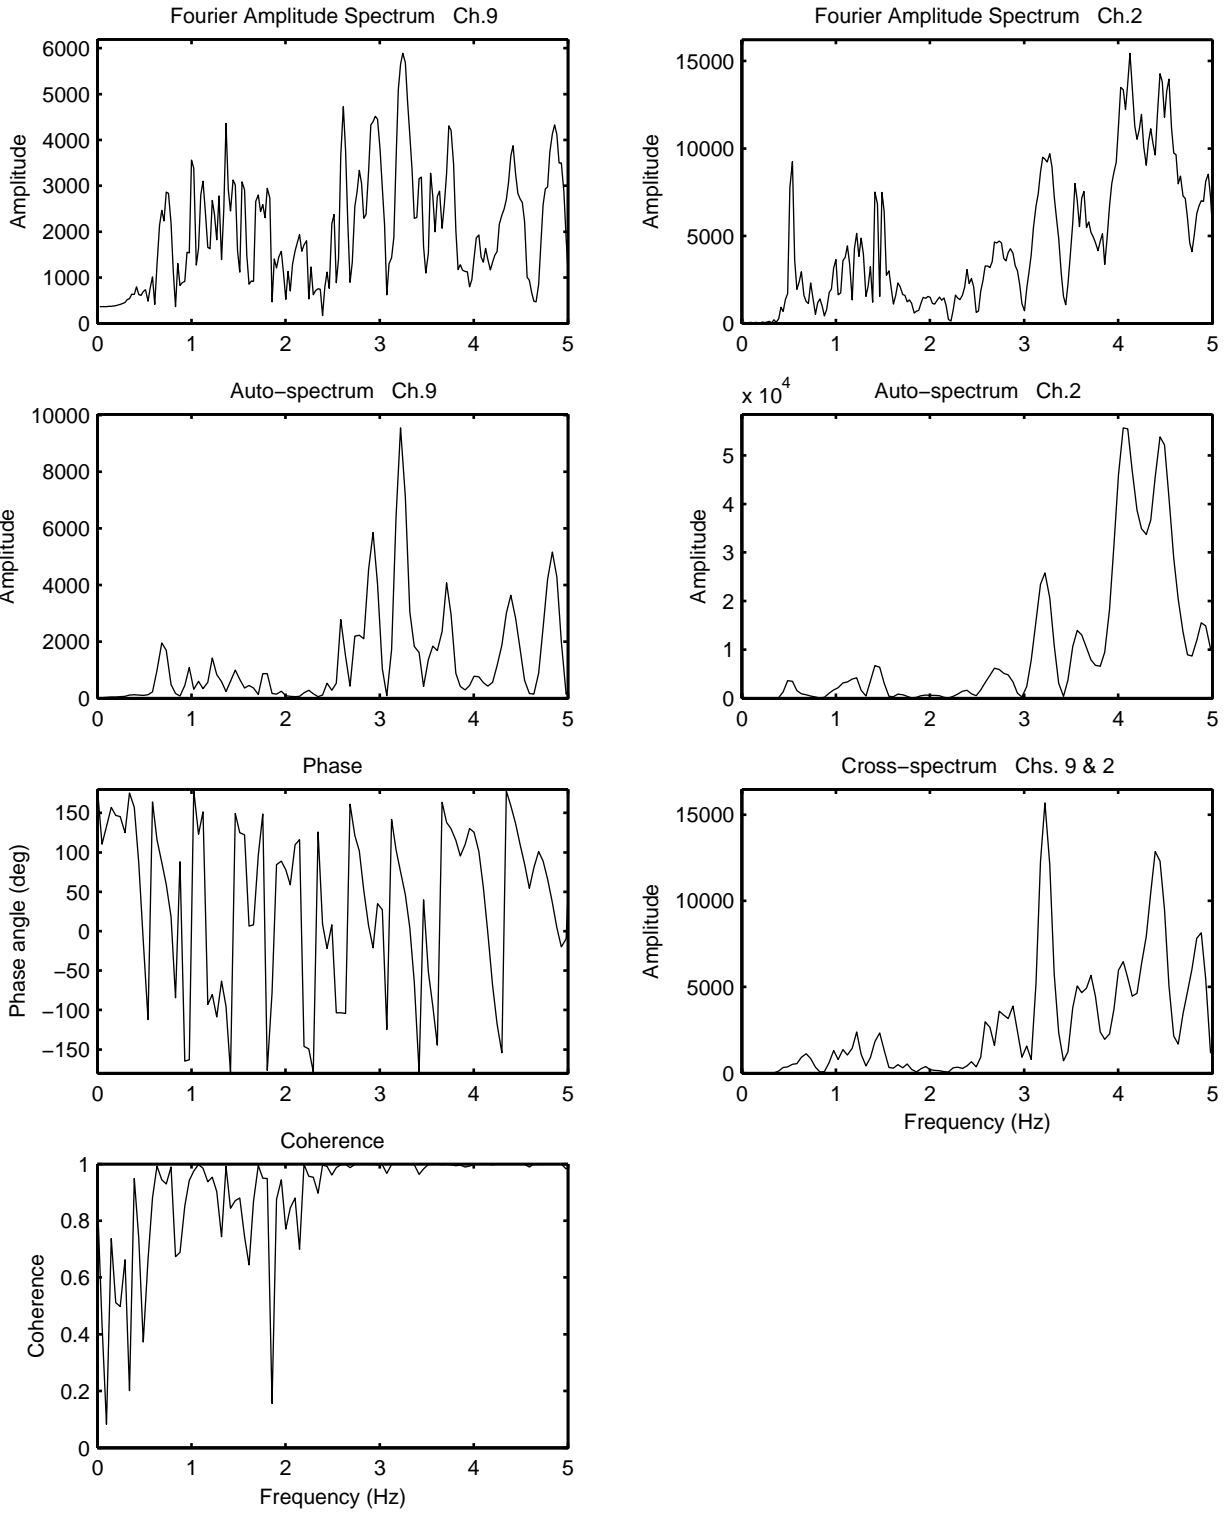 Fourier Amplitude Spectrum Ch.9
Amplitude
6000
5000
4000
3000
2000
1000
0
0 1 2 3 4 5
Fourier Amplitude Spectrum Ch.2
Amplitude
15000
10000
5000
0
0 1 2 3 4 5
Auto−spectrum Ch.9
Amplitude
10000
8000
6000
4000
2000
0
0 1 2 3 4 5
x 10^4
Auto−spectrum Ch.2
Amplitude
5
4
3
2
1
0
0 1 2 3 4 5
Phase
Phase angle (deg)
150
100
50
0
−50
−100
−150
0 1 2 3 4 5
Cross−spectrum Chs. 9 & 2
Amplitude
15000
10000
5000
0
0 1 2 3 4 5
Frequency (Hz)
Coherence
Coherence
1
0.8
0.6
0.4
0.2
0
0 1 2 3 4 5
Frequency (Hz)